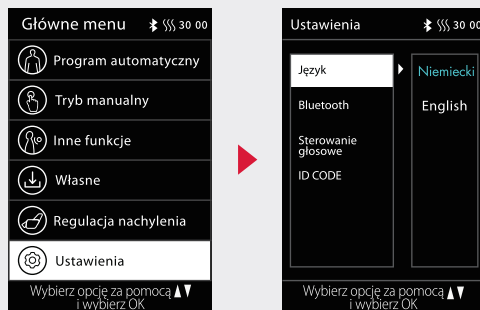 Główne menu 30 00
Program automatyczny
Tryb manualny
Inne funkcje
Własne
Regulacja nachylenia
Ustawienia
Wybierz opcję za pomocą ▲▼
i wybierz OK
Ustawienia 30 00
Język
Bluetooth
Sterowanie
głosowe
ID CODE
Niemiecki
English
Wybierz opcję za pomocą ▲▼
i wybierz OK